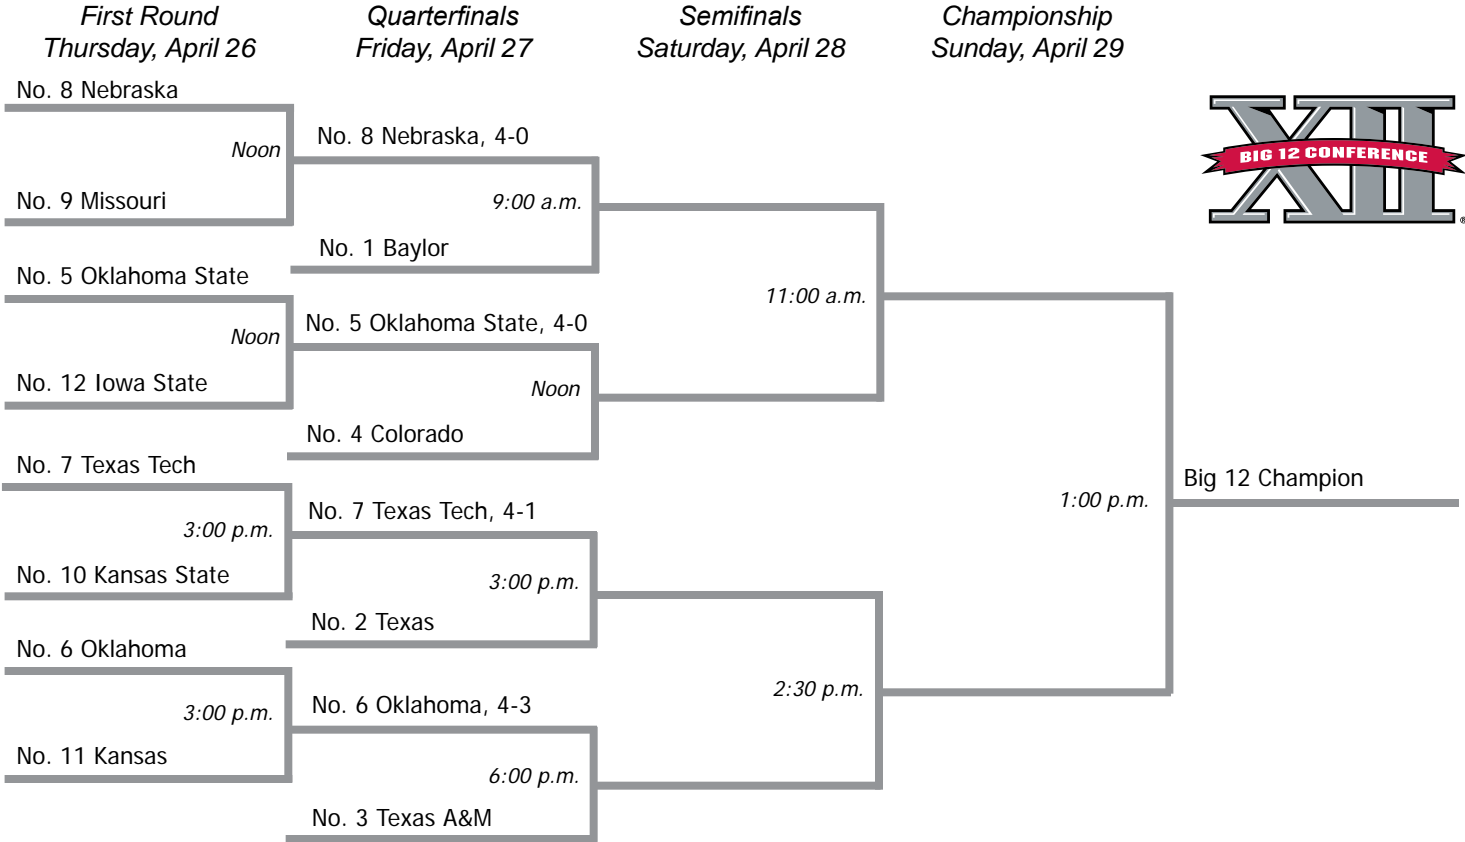 First Round
Thursday, April 26
Quarterfinals
Friday, April 27
Semifinals
Saturday, April 28
Championship
Sunday, April 29
No. 8 Nebraska
Noon
No. 9 Missouri
No. 5 Oklahoma State
Noon
No. 12 Iowa State
No. 7 Texas Tech
3:00 p.m.
No. 10 Kansas State
No. 6 Oklahoma
3:00 p.m.
No. 11 Kansas
No. 8 Nebraska, 4-0
9:00 a.m.
No. 1 Baylor
No. 5 Oklahoma State, 4-0
Noon
No. 4 Colorado
No. 7 Texas Tech, 4-1
3:00 p.m.
No. 2 Texas
No. 6 Oklahoma, 4-3
6:00 p.m.
No. 3 Texas A&M
11:00 a.m.
2:30 p.m.
1:00 p.m.
Big 12 Champion
XII
BIG 12 CONFERENCE
®